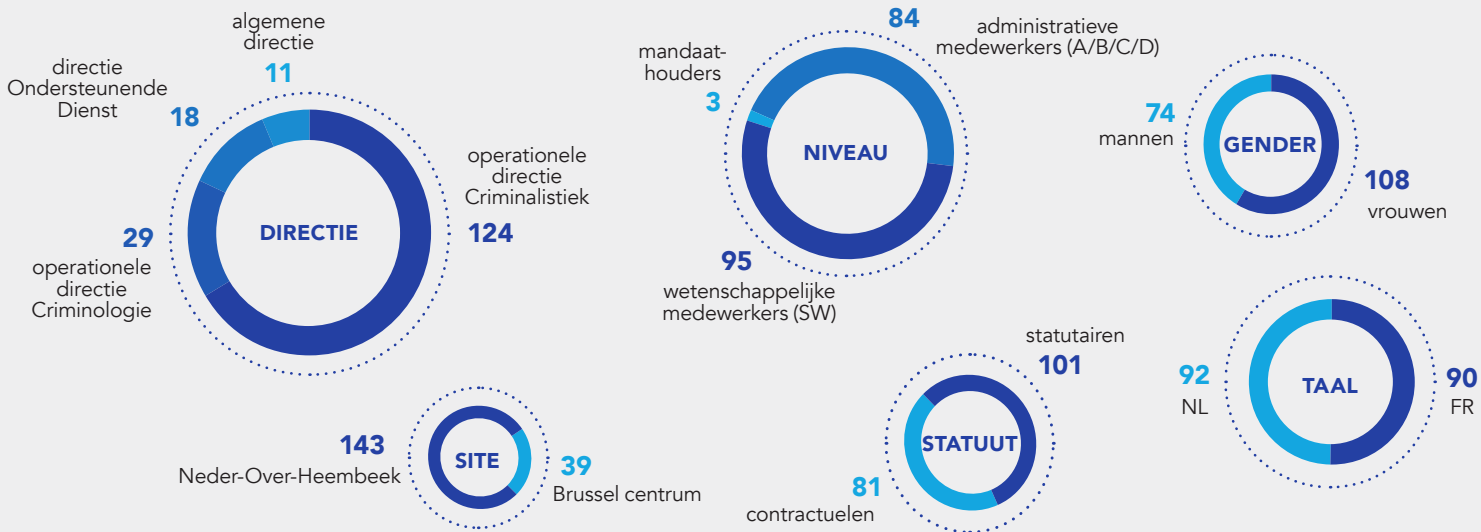 algemene
directie
11
directie
Ondersteunende
Dienst
18
DIRECTIE
operationele
directie
Criminalistiek
124
29
operationele
directie
Criminologie
mandaat-
houders
3
84
administratieve
medewerkers (A/B/C/D)
NIVEAU
95
wetenschappelijke
medewerkers (SW)
74
mannen
GENDER
108
vrouwen
143
Neder-Over-Heembeek
SITE
39
Brussel centrum
statutairen
101
STATUUT
81
contractuelen
92
NL
TAAL
90
FR